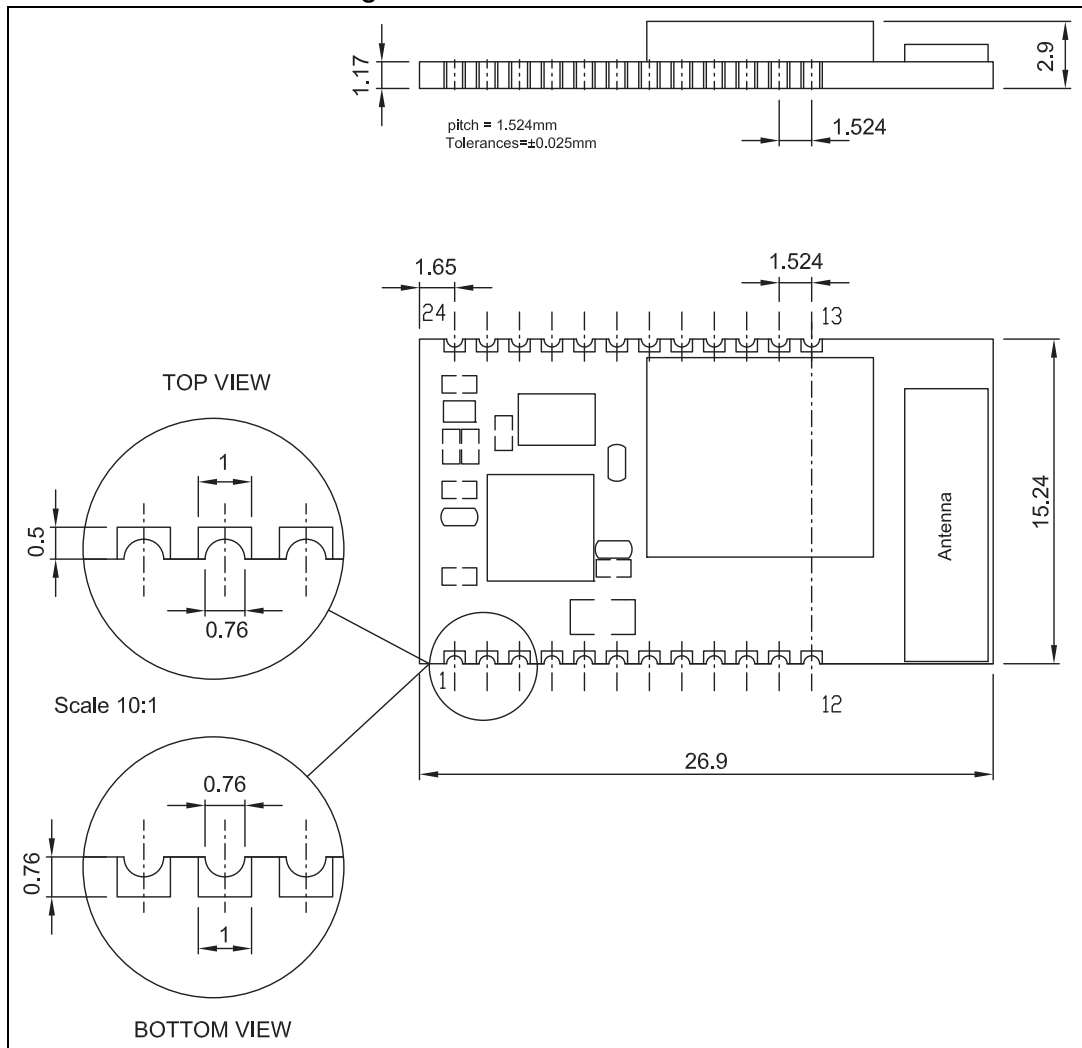 1.17
2.9
pitch = 1.524mm
Tolerances=±0.025mm
1.524
1.65
1.524
24
13
TOP VIEW
1
0.5
0.76
Antenna
15.24
1
12
Scale 10:1
26.9
0.76
0.76
1
BOTTOM VIEW